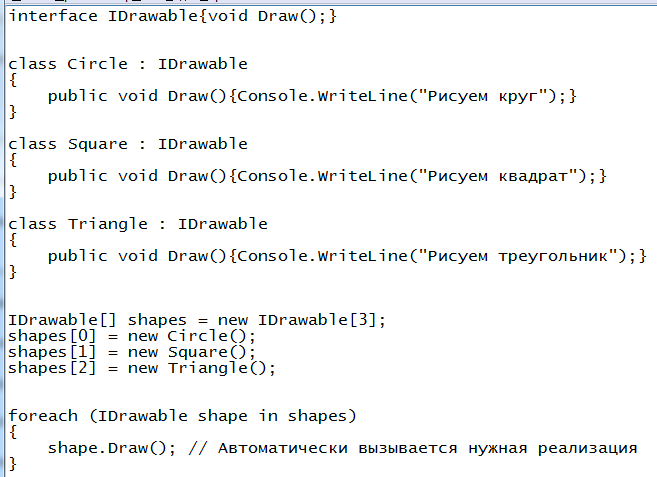 interface IDrawable{void Draw();}
class Circle : IDrawable
{
    public void Draw(){Console.WriteLine("Рисуем круг");}
}
class Square : IDrawable
{
    public void Draw(){Console.WriteLine("Рисуем квадрат");}
}
class Triangle : IDrawable
{
    public void Draw(){Console.WriteLine("Рисуем треугольник");}
}
IDrawable[] shapes = new IDrawable[3];
shapes[0] = new Circle();
shapes[1] = new Square();
shapes[2] = new Triangle();
foreach (IDrawable shape in shapes)
{
    shape.Draw(); // Автоматически вызывается нужная реализация
}